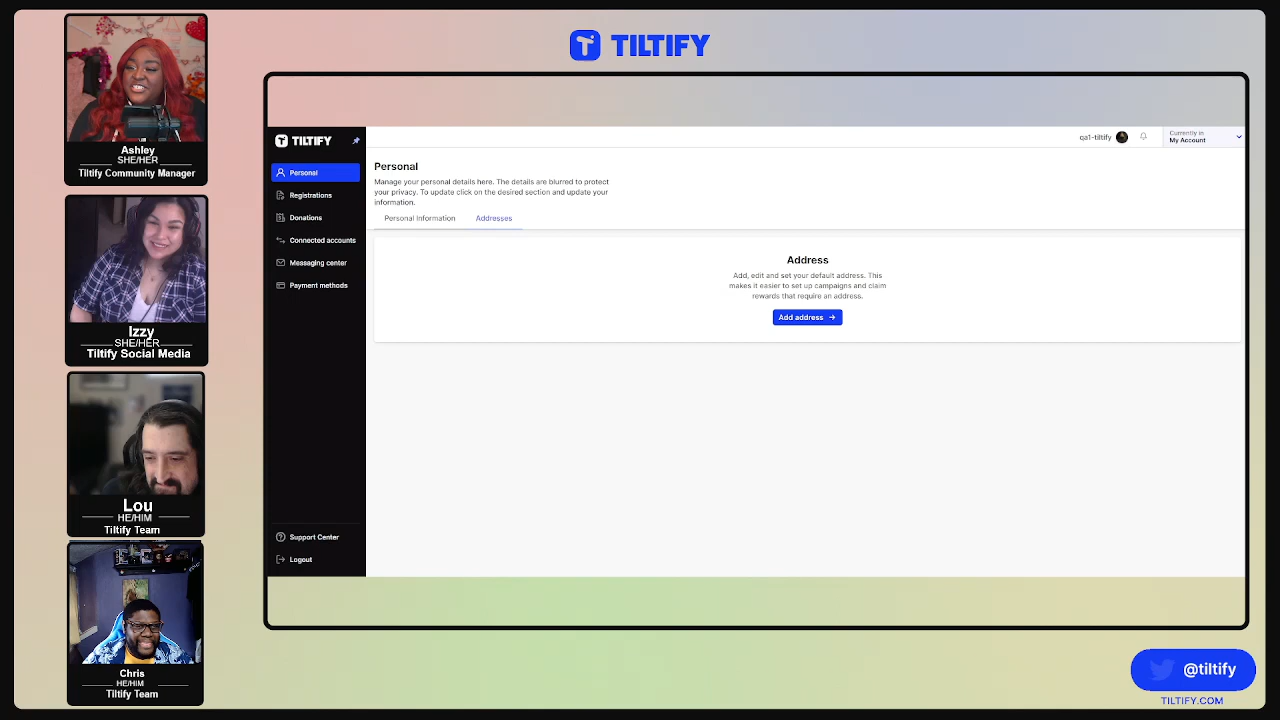 TILTIFY
Ashley
SHE/HER
Tiltify Community Manager
Izzy
SHE/HER
Tiltify Social Media
Lou
HE/HIM
Tiltify Team
Chris
HE/HIM
Tiltify Team
TILTIFY
qa1-tiltify
Currently in
My Account
Personal
Registrations
Donations
Connected accounts
Messaging center
Payment methods
Support Center
Logout
Personal
Manage your personal details here. The details are blurred to protect
your privacy. To update click on the desired section and update your
information.
Personal Information Addresses
Address
Add, edit and set your default address. This
makes it easier to set up campaigns and claim
rewards that require an address.
Add address →
@tiltify
TILTIFY.COM